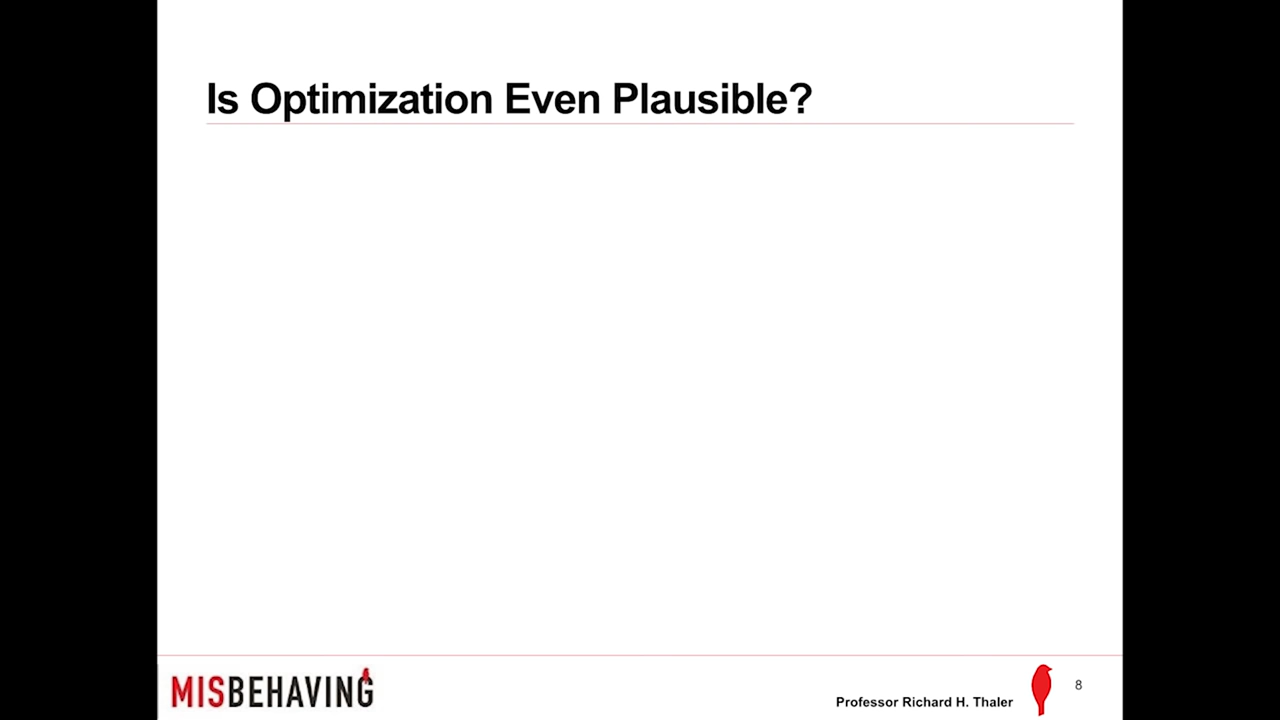 Is Optimization Even Plausible?
MISBEHAVING
Professor Richard H. Thaler
8